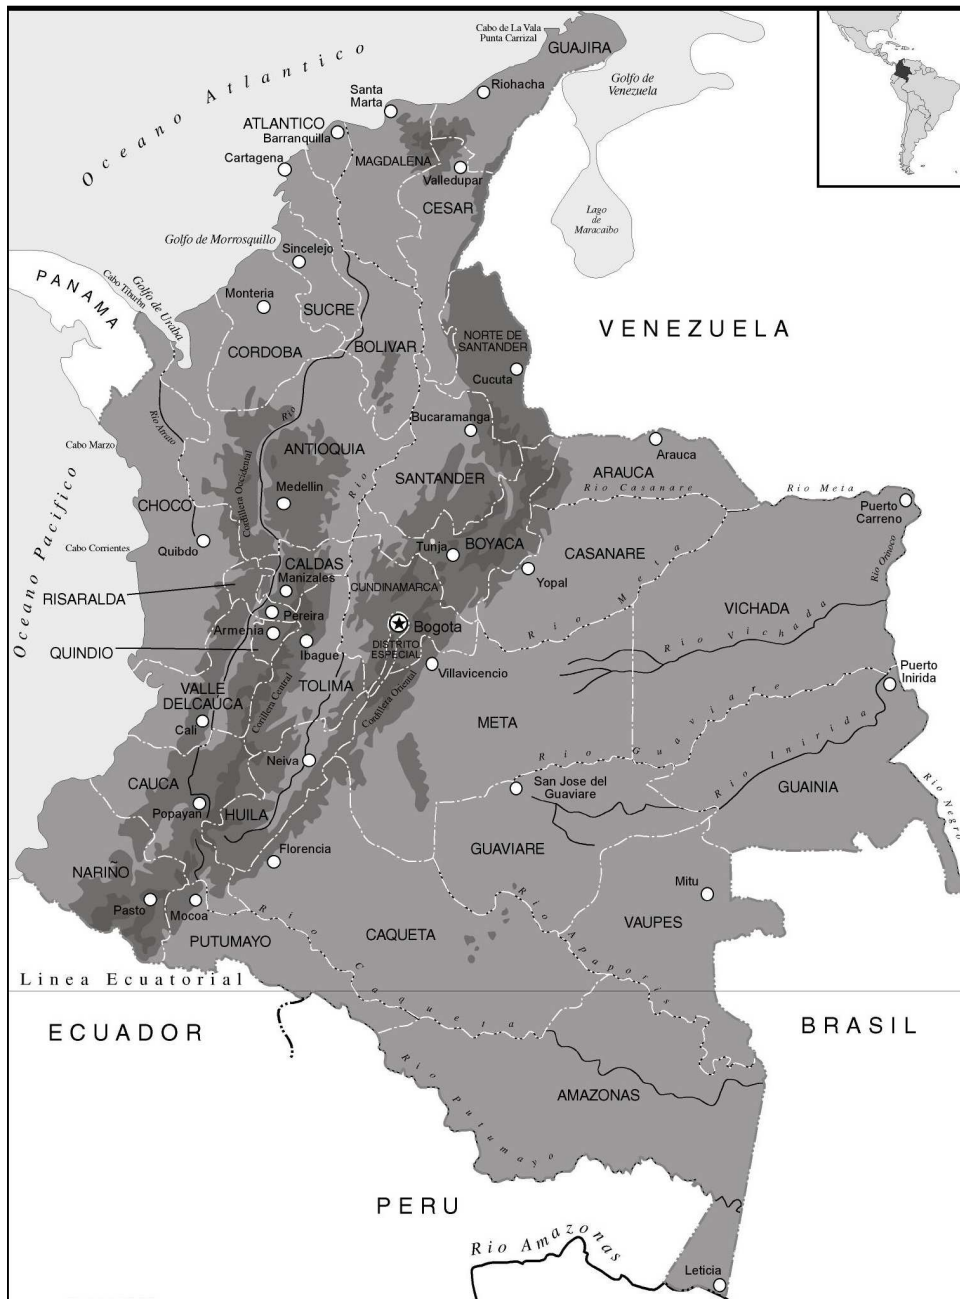 Cabo de La Vala
Punta Carrizal
GUAJIRA
Oceano Atlantico
Golfo de
Venezuela
Riohacha
Santa
Marta
ATLANTICO
Barranquilla
Cartagena
MAGDALENA
Valledupar
CESAR
Lago
de
Maracaibo
Golfo de Morrosquillo
Sincelejo
PANAMA
Cabo Tiburbn
Golfo de Uraba
Monteria
SUCRE
VENEZUELA
CORDOBA
BOLIVAR
NORTE DE
SANTANDER
Cucuta
Rio Atrato
Rio
Bucaramanga
Cabo Marzo
ANTIOQUIA
Arauca
Cordillera Occidental
SANTANDER
ARAUCA
Rio Casanare
Rio Meta
Medellin
Rio
CHOCO
Puerto
Carreno
Oceano Pacifico
Cabo Corrientes
Quibdo
Tunja
BOYACA
CASANARE
Rio Orinoco
CALDAS
Manizales
Yopal
CUNDINAMARCA
Rio Meta
RISARALDA
Pereira
VICHADA
Armenia
Bogota
Rio Vichada
QUINDIO
Ibague
DISTRITO
ESPECIAL
Villavicencio
Puerto
Inirida
VALLE
DELCAUCA
TOLIMA
Corillera Central
Cordillera Oriental
Cali
META
Rio Guaviare
Neiva
Rio Inirida
CAUCA
San Jose del
Guaviare
GUAINIA
Popayan
HUILA
Rio Negro
Florencia
GUAVIARE
NARIÑO
Mitu
Pasto
Mocoa
Rio Caqueta
Rio Apaporis
VAUPES
PUTUMAYO
CAQUETA
Linea Ecuatorial
ECUADOR
BRASIL
Rio Putumayo
AMAZONAS
PERU
Rio Amazonas
Leticia